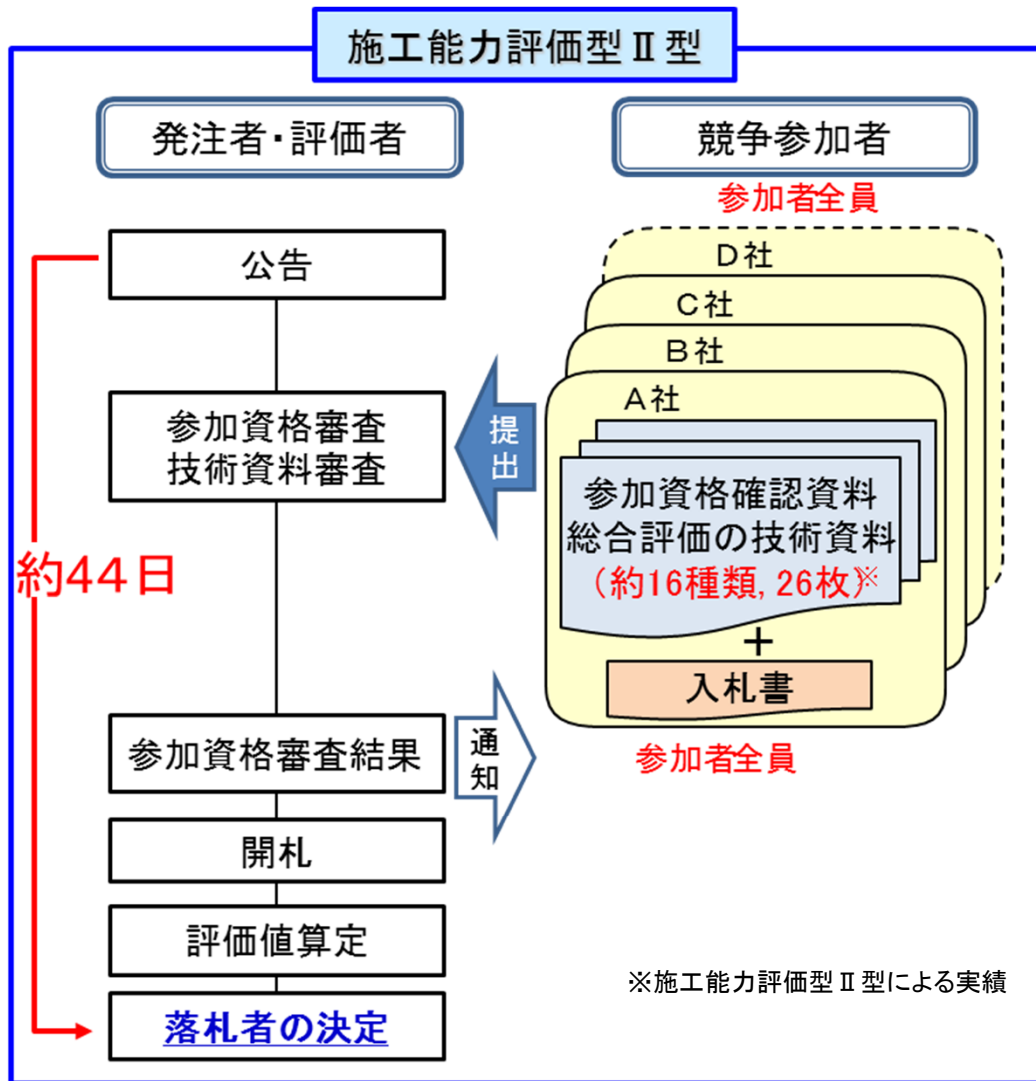 施工能力評価型Ⅱ型
発注者・評価者
競争参加者
参加者全員
公告
D社
C社
B社
A社
参加資格審査
技術資料審査
提出
参加資格確認資料
総合評価の技術資料
(約16種類, 26枚)※
+
入札書
約44日
参加資格審査結果
通知
参加者全員
開札
評価値算定
落札者の決定
※施工能力評価型Ⅱ型による実績